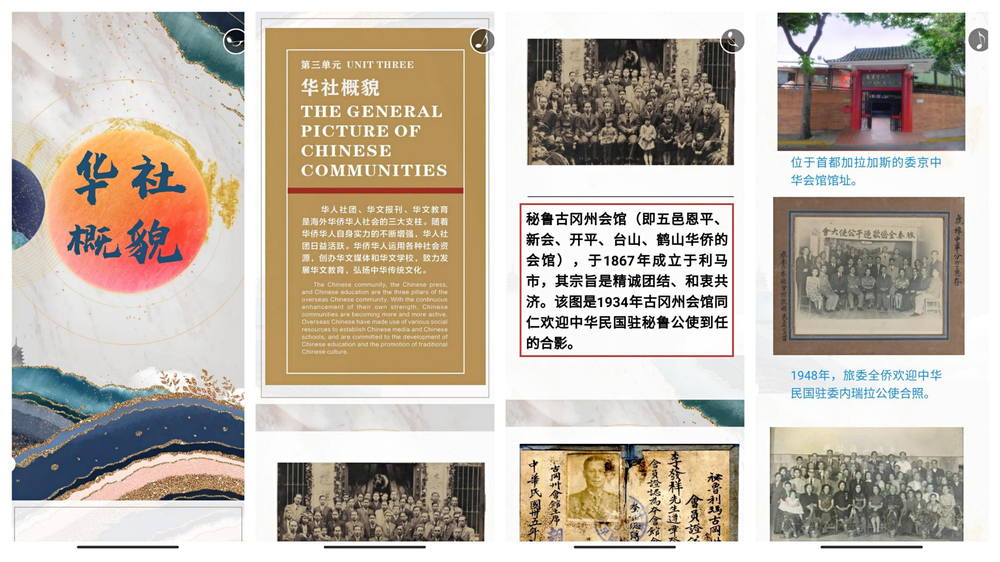 华社
概貌
第三单元 UNIT THREE
华社概貌
THE GENERAL
PICTURE OF
CHINESE
COMMUNITIES
华人社团、华文报刊、华文教育
是海外华侨华人社会的三大支柱。随着
华侨华人自身实力的不断增强，华人社
团日益活跃。华侨华人运用各种社会资
源，创办华文媒体和华文学校，致力发
展华文教育，弘扬中华传统文化。
The Chinese community, the Chinese press,
and Chinese education are the three pillars of the
overseas Chinese community. With the continuous
enhancement of their own strength, Chinese
communities are becoming more and more active.
Overseas Chinese have made use of various social
resources to establish Chinese media and Chinese
schools, and are committed to the development of
Chinese education and the promotion of traditional
Chinese culture.
秘鲁古冈州会馆（即五邑恩平、
新会、开平、台山、鹤山华侨的
会馆），于1867年成立于利马
市，其宗旨是精诚团结、和衷共
济。该图是1934年古冈州会馆同
仁欢迎中华民国驻秘鲁公使到任
的合影。
秘魯利瑪古岡
會員證
李發祥先生遵章登
會員證認為本會館會
登記總簿
古岡州會館主席
中華民國卅五年
CLUB SOCIAL CHINO
位于首都加拉加斯的委京中
华会馆馆址。
會大使公于迎歡僑全委旅
虎埠中華分會惠存
1948年，旅委全侨欢迎中华
民国驻委内瑞拉公使合照。